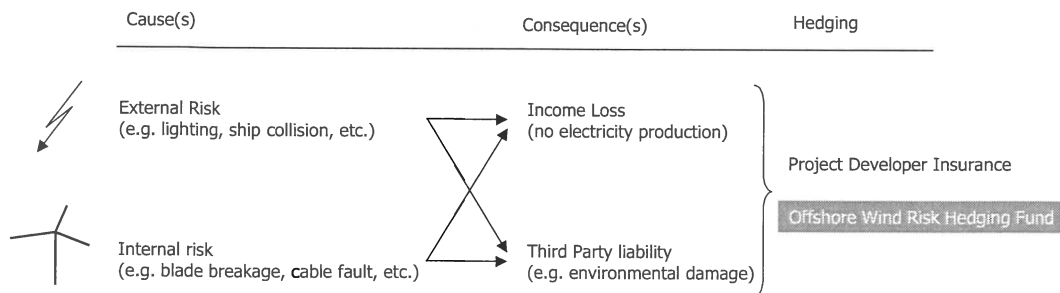 Cause(s)
Consequence(s)
Hedging
External Risk
(e.g. lighting, ship collision, etc.)
Income Loss
(no electricity production)
Project Developer Insurance
Offshore Wind Risk Hedging Fund
Internal risk
(e.g. blade breakage, cable fault, etc.)
Third Party liability
(e.g. environmental damage)